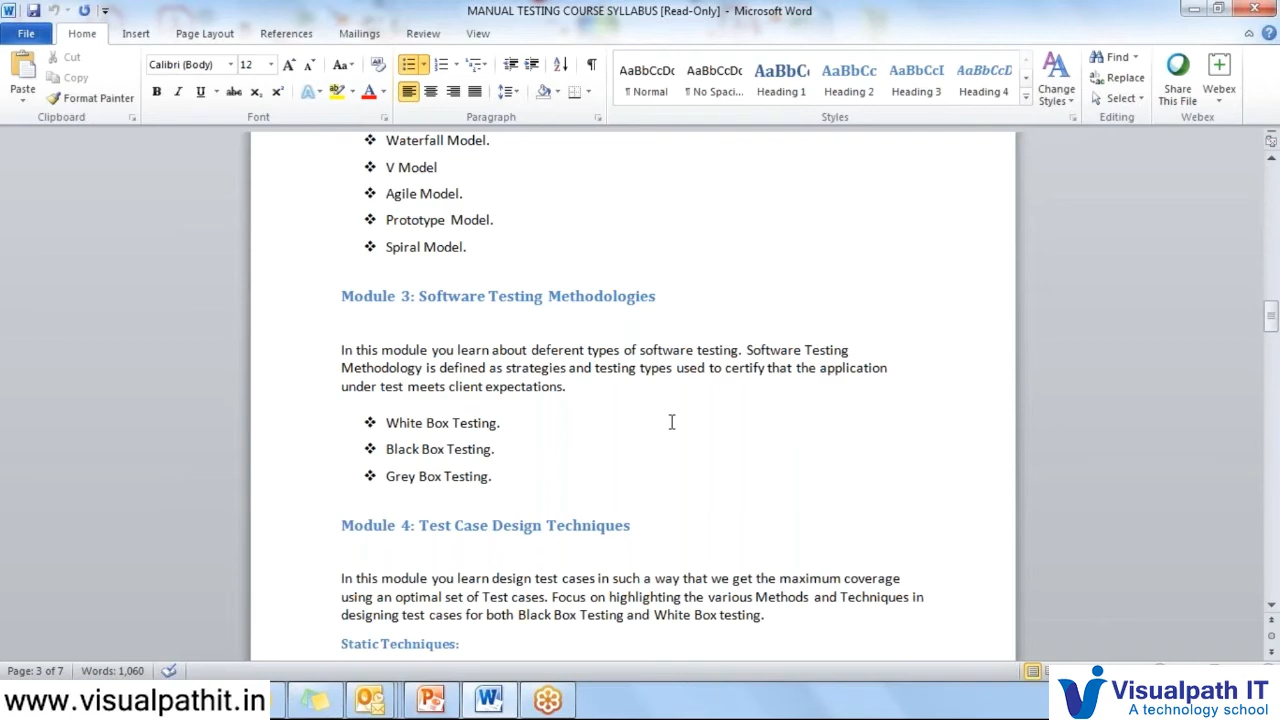 MANUAL TESTING COURSE SYLLABUS [Read-Only] - Microsoft Word
File Home Insert Page Layout References Mailings Review View
Cut
Copy
Format Painter
Paste
Clipboard
Calibri (Body) 12
Font
Paragraph
AaBbCcDc AaBbCcDc AaBbC( AaBbCc AaBbCcI AaBbCcD
¶ Normal ¶ No Spaci... Heading 1 Heading 2 Heading 3 Heading 4
Change Styles
Styles
Find
Replace
Select
Editing
Share This File
Webex
Webex
Waterfall Model.
V Model
Agile Model.
Prototype Model.
Spiral Model.
Module 3: Software Testing Methodologies
In this module you learn about deferent types of software testing. Software Testing
Methodology is defined as strategies and testing types used to certify that the application
under test meets client expectations.
White Box Testing.
Black Box Testing.
Grey Box Testing.
Module 4: Test Case Design Techniques
In this module you learn design test cases in such a way that we get the maximum coverage
using an optimal set of Test cases. Focus on highlighting the various Methods and Techniques in
designing test cases for both Black Box Testing and White Box testing.
Static Techniques:
Page: 3 of 7 Words: 1,060
www.visualpathit.in
Visualpath IT
A technology school